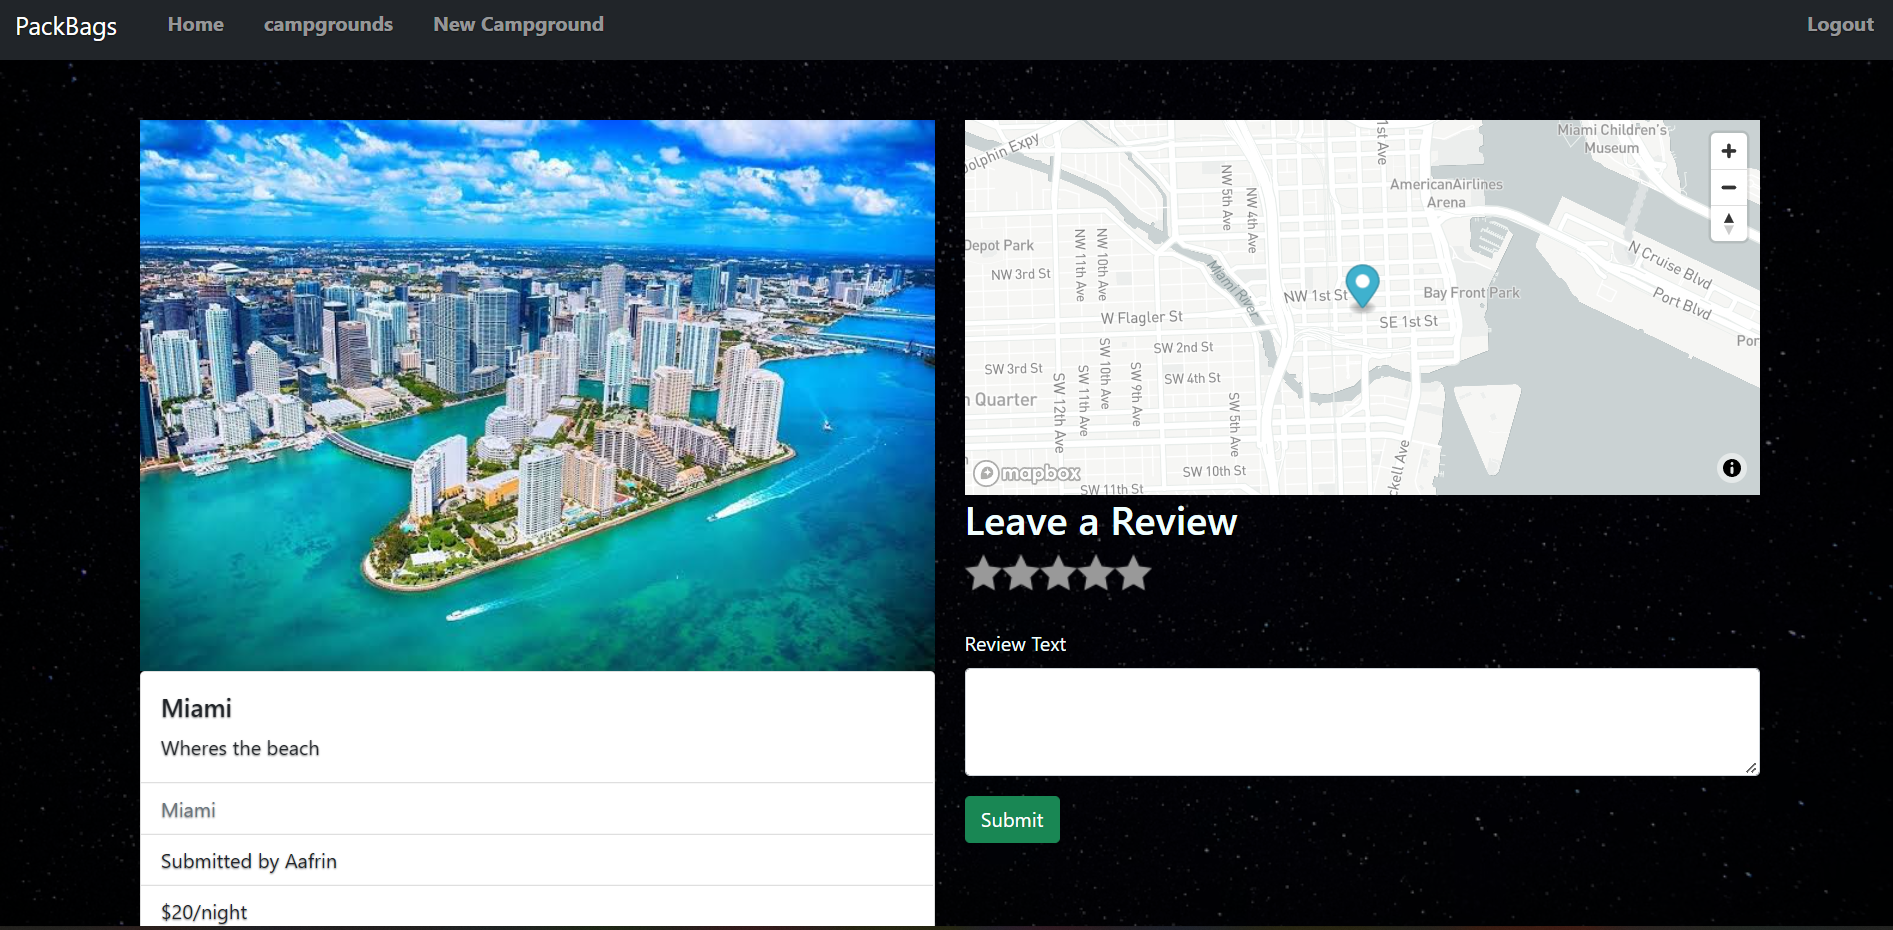 PackBags
Home
campgrounds
New Campground
Logout
Miami
Wheres the beach
Miami
Submitted by Aafrin
$20/night
Dolphin Expy
1st Ave
Miami Children's
Museum
AmericanAirlines
Arena
NW 5th Ave
NW 4th Ave
Depot Park
NW 11th Ave
NW 10th Ave
NW 3rd St
Miami River
N Cruise Blvd
Port Blvd
NW 1st St
Bay Front Park
W Flagler St
SE 1st St
Por
SW 2nd St
SW 3rd St
SW 4th St
SW 12th Ave
SW 11th Ave
SW 10th Ave
SW 9th Ave
SW 5th Ave
n Quarter
ckell Ave
SW 10th St
SW 11th St
mapbox
Leave a Review
Review Text
Submit